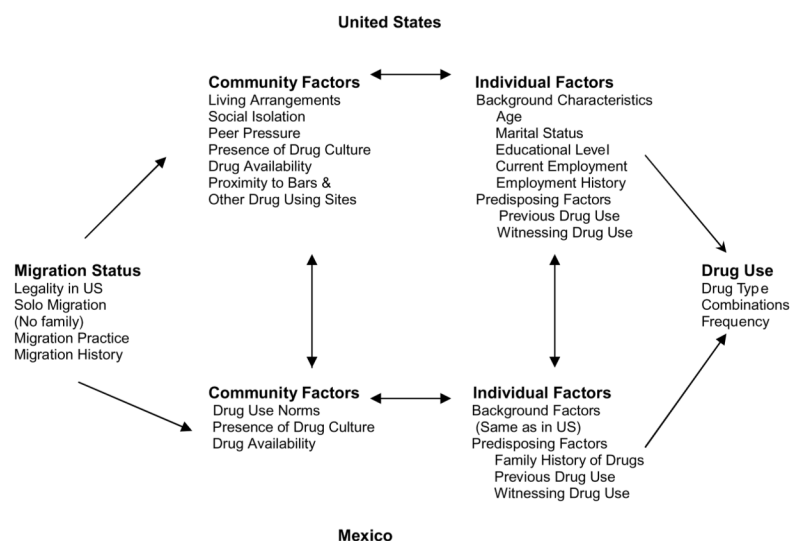 United States
Community Factors
Living Arrangements
Social Isolation
Peer Pressure
Presence of Drug Culture
Drug Availability
Proximity to Bars &
Other Drug Using Sites
Individual Factors
Background Characteristics
Age
Marital Status
Educational Level
Current Employment
Employment History
Predisposing Factors
Previous Drug Use
Witnessing Drug Use
Migration Status
Legality in US
Solo Migration
(No family)
Migration Practice
Migration History
Drug Use
Drug Type
Combinations
Frequency
Community Factors
Drug Use Norms
Presence of Drug Culture
Drug Availability
Individual Factors
Background Factors
(Same as in US)
Predisposing Factors
Family History of Drugs
Previous Drug Use
Witnessing Drug Use
Mexico